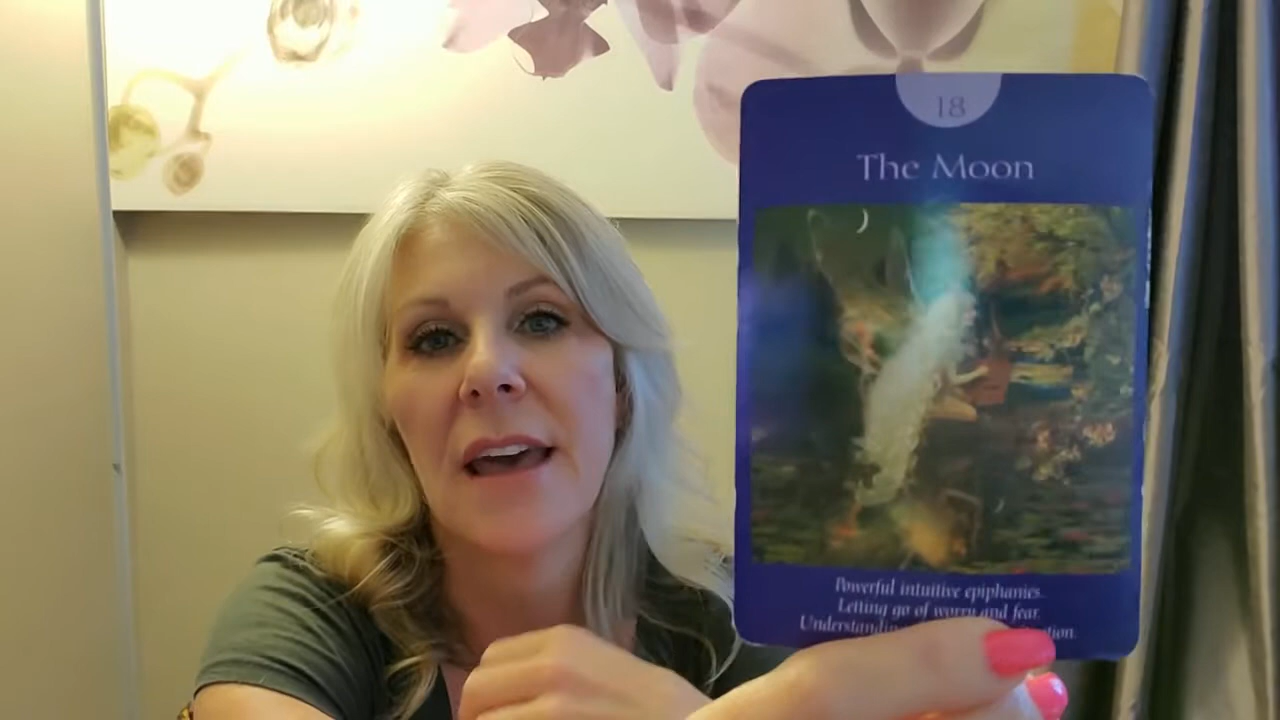 18
The Moon
Powerful intuitive epiphanies.
Letting go of worry and fear.